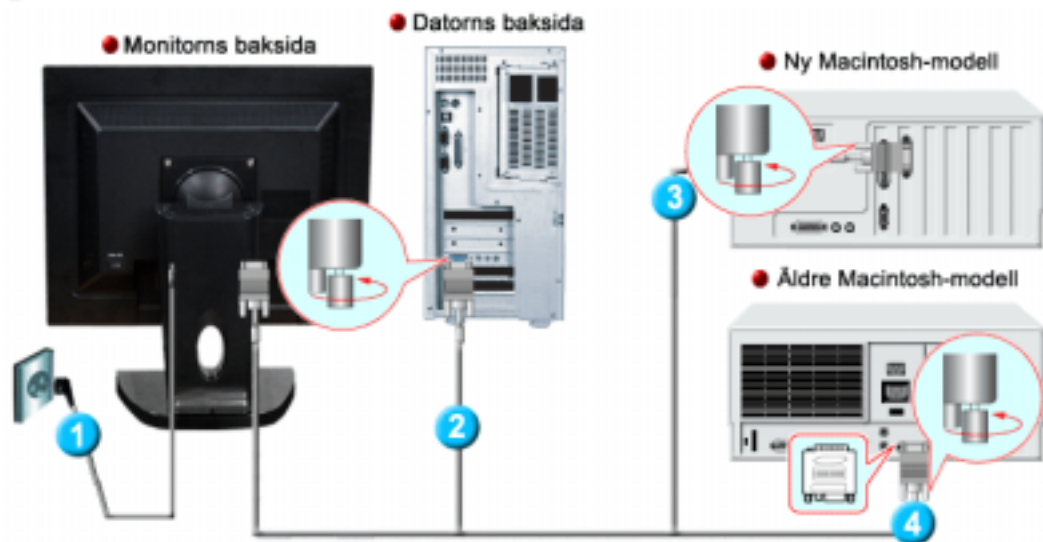 Monitorns baksida
Datorns baksida
Ny Macintosh-modell
Äldre Macintosh-modell
1
2
3
4